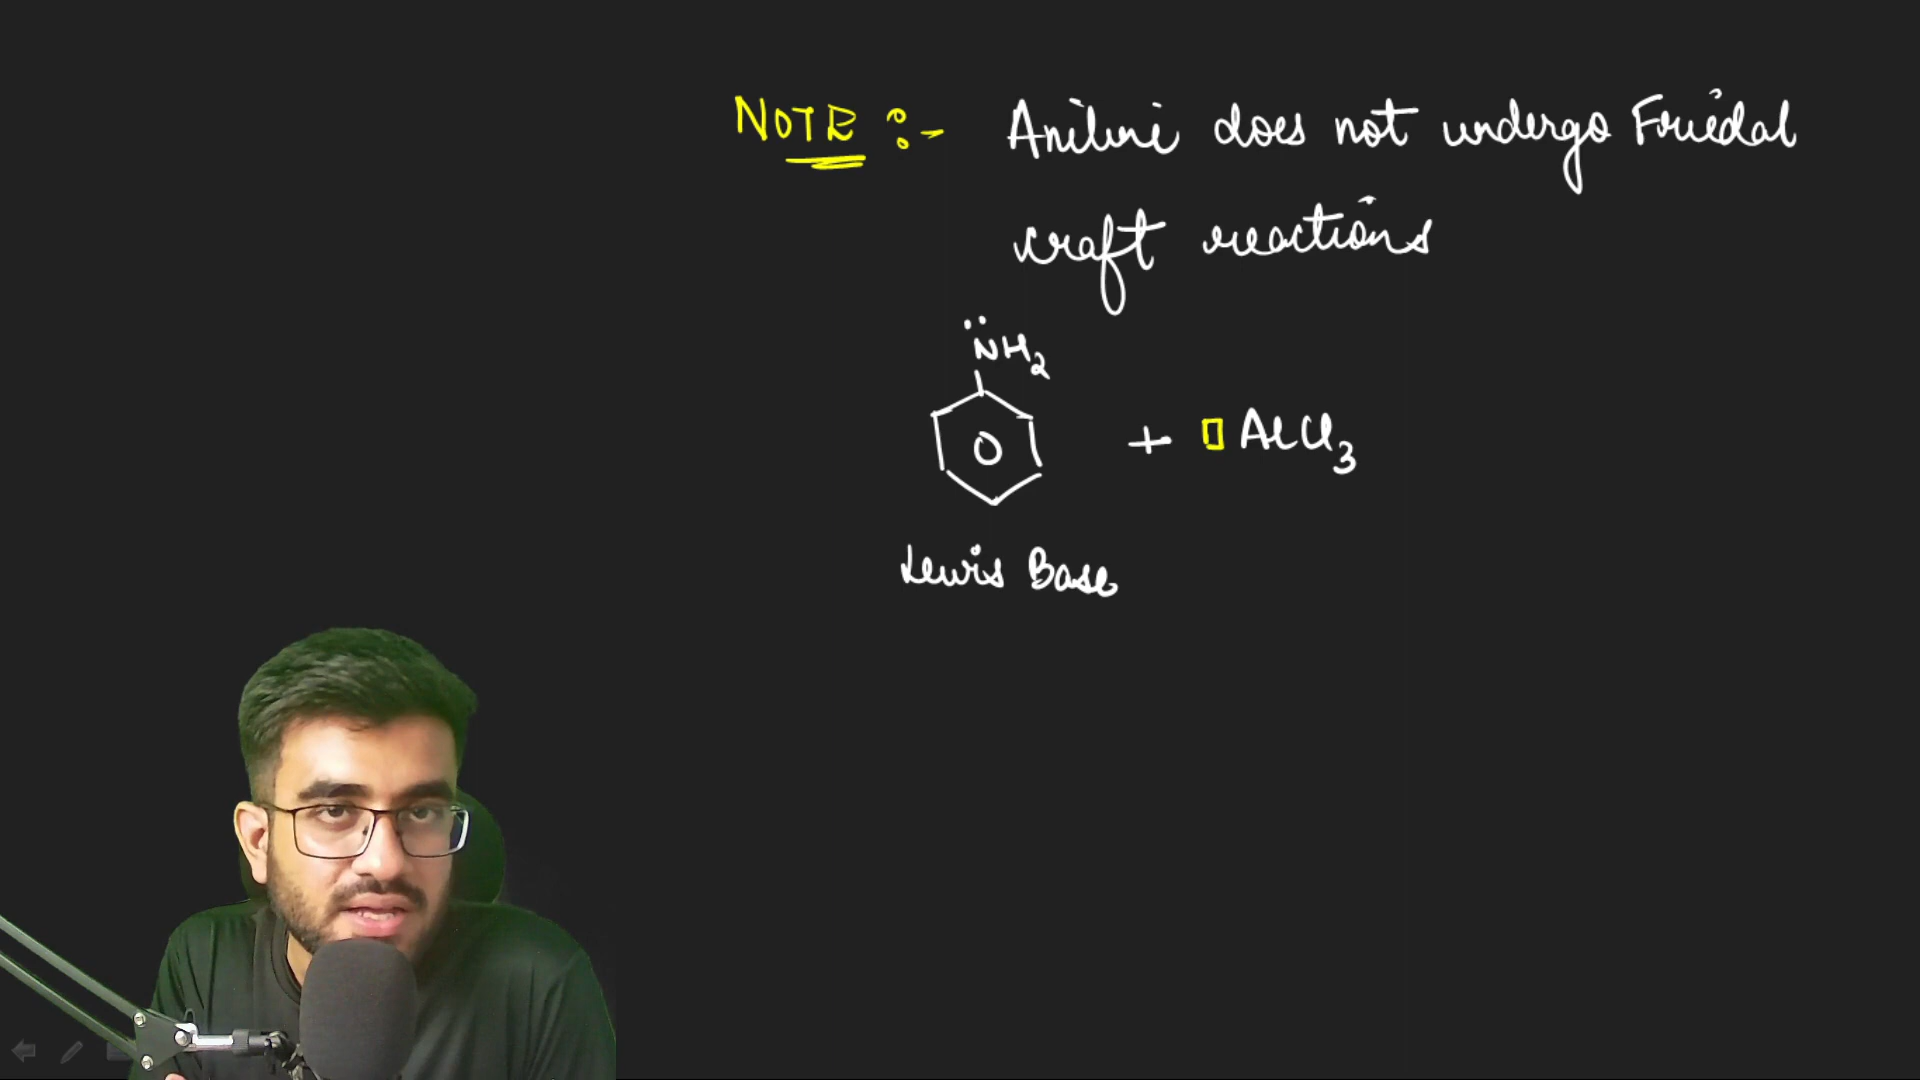 NOTE :- Aniline does not undergo Friedal
craft reactions
NH2
+ AlCl3
Lewis Base